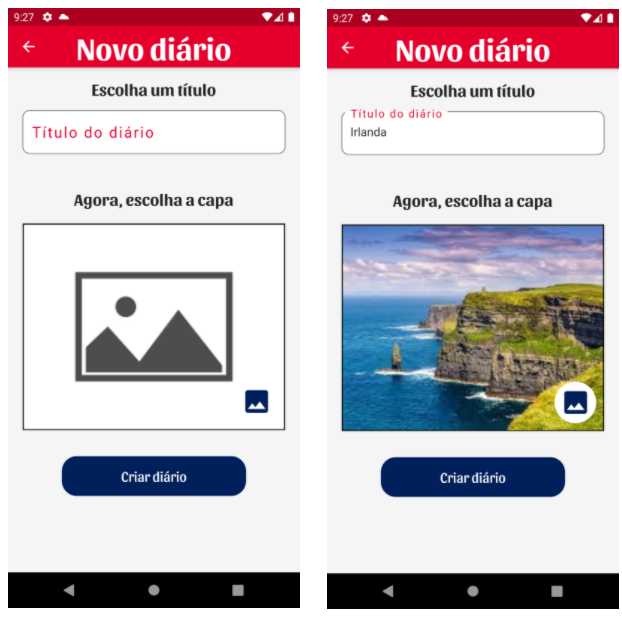 9:27
Novo diário
Escolha um título
Título do diário
Agora, escolha a capa
Criar diário
9:27
Novo diário
Escolha um título
Título do diário
Irlanda
Agora, escolha a capa
Criar diário